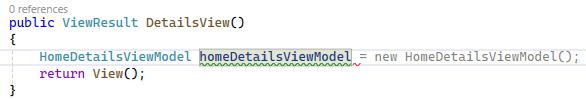 0 references
public ViewResult DetailsView()
{
HomeDetailsViewModel homeDetailsViewModel = new HomeDetailsViewModel();
return View();
}